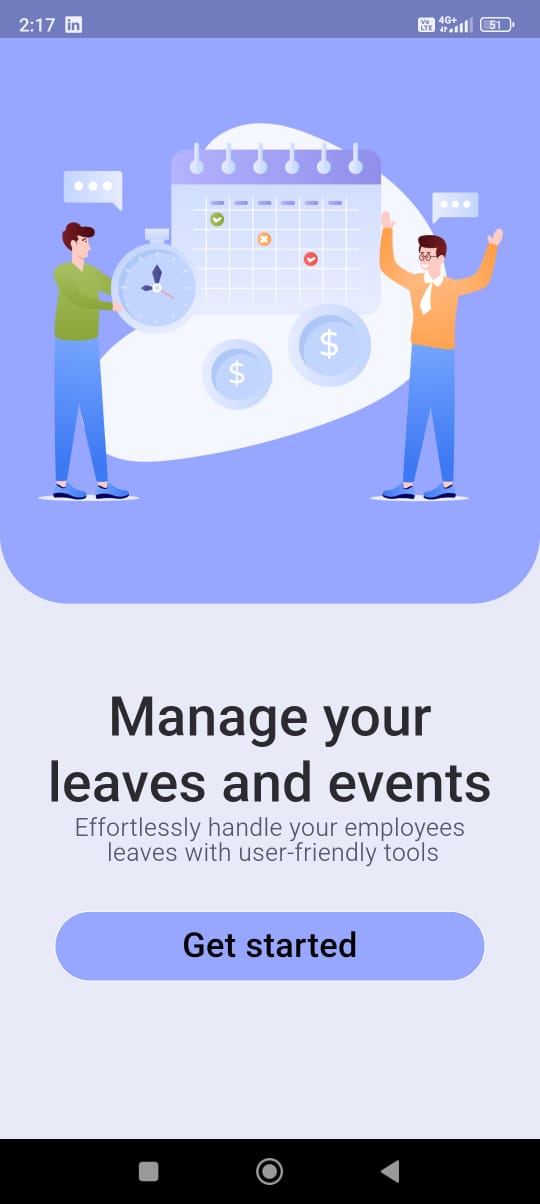 2:17 in Vo LTE 4G+ 51
$
$
Manage your
leaves and events
Effortlessly handle your employees
leaves with user-friendly tools
Get started